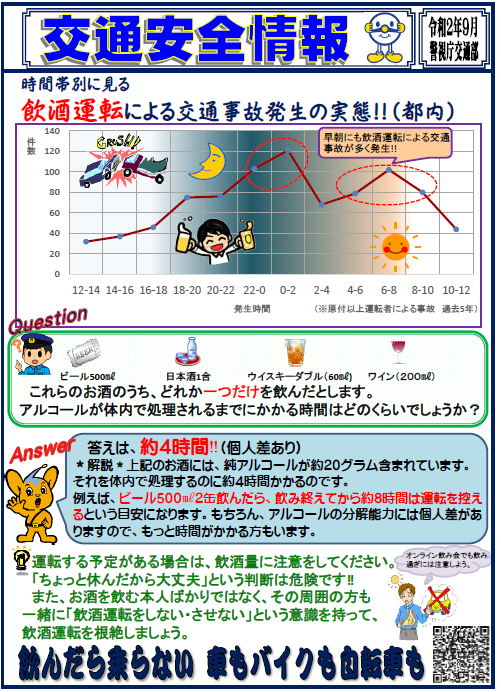 交通安全情報
令和2年9月
警視庁交通部
時間帯別に見る
飲酒運転による交通事故発生の実態!!(都内)
件数
140
120
100
80
60
40
20
0
CRUSH!!
早朝にも飲酒運転による交通
事故が多く発生!!
12-14 14-16 16-18 18-20 20-22 22-0 0-2 2-4 4-6 6-8 8-10 10-12
発生時間 (※原付以上運転者による事故 過去5年)
Question
BEER
ビール500㎖ 日本酒1合 ウイスキーダブル(60㎖) ワイン(200㎖)
これらのお酒のうち、どれか一つだけを飲んだとします。
アルコールが体内で処理されるまでにかかる時間はどのくらいでしょうか?
Answer
答えは、約4時間!!(個人差あり)
*解説*上記のお酒には、純アルコールが約20グラム含まれています。
それを体内で処理するのに約4時間かかるのです。
例えば、ビール500㎖2缶飲んだら、飲み終えてから約8時間は運転を控え
るという目安になります。もちろん、アルコールの分解能力には個人差があ
りますので、もっと時間がかかる方もいます。
運転する予定がある場合は、飲酒量に注意をしてください。
「ちょっと休んだから大丈夫」という判断は危険です!!
また、お酒を飲む本人ばかりではなく、その周囲の方も
一緒に「飲酒運転をしない・させない」という意識を持って、
飲酒運転を根絶しましょう。
オンライン飲み会でも飲み
過ぎには注意しよう。
飲んだら乗らない 車もバイクも自転車も